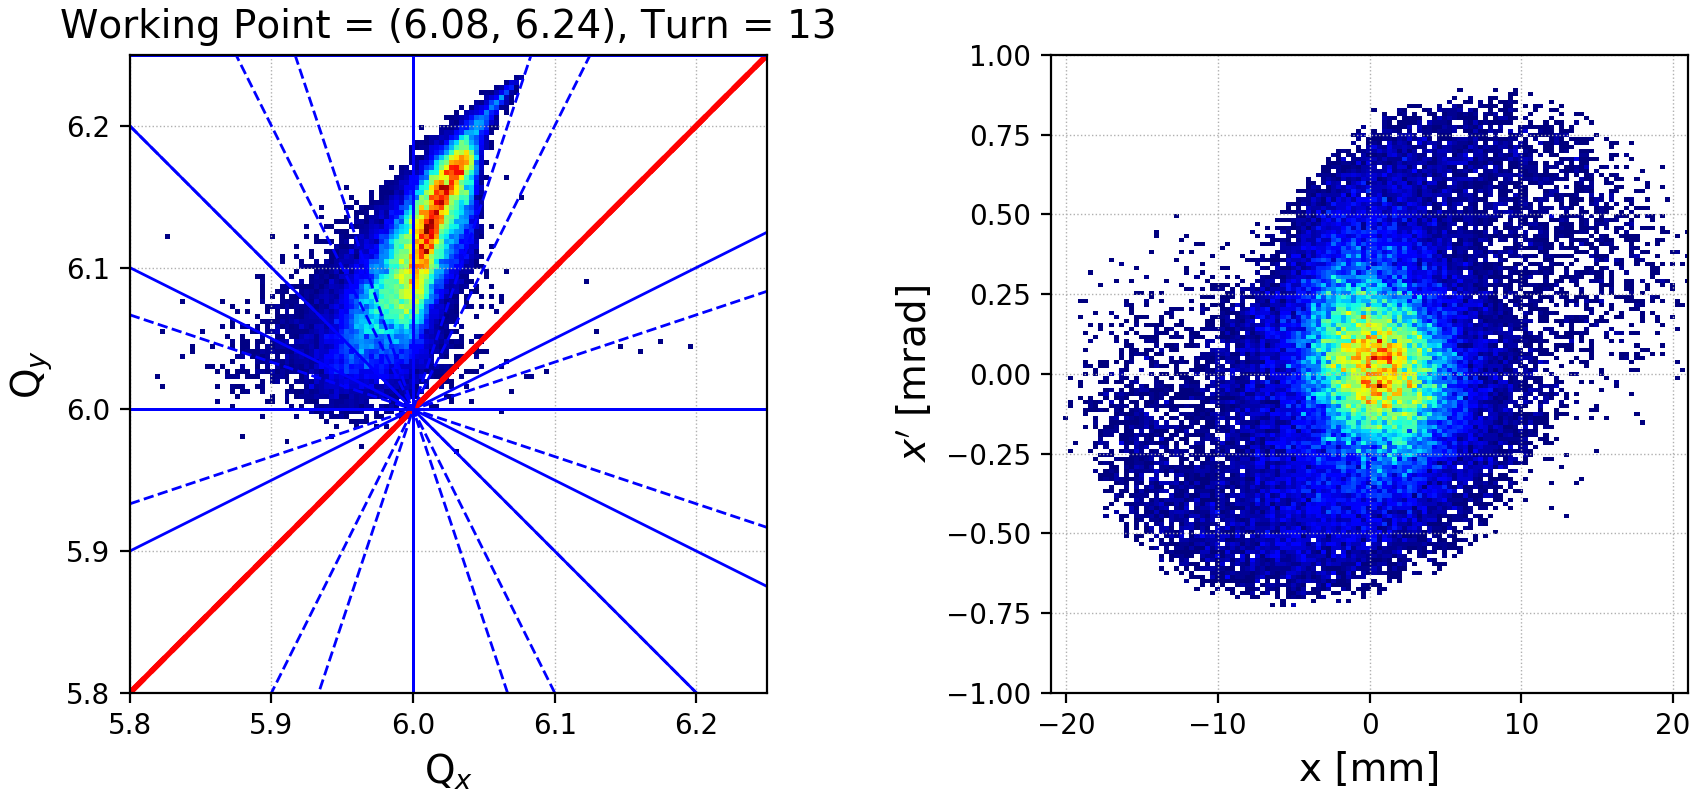 Working Point = (6.08, 6.24), Turn = 13
6.2
6.1
6.0
5.9
5.8
Q_y
5.8 5.9 6.0 6.1 6.2
Q_x
1.00
0.75
0.50
0.25
0.00
−0.25
−0.50
−0.75
−1.00
x′ [mrad]
−20 −10 0 10 20
x [mm]